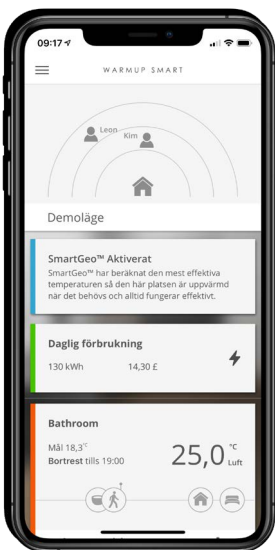 09:17
WARMUP SMART
Leon
Kim
Demoläge
SmartGeo™ Aktiverat
SmartGeo™ har beräknat den mest effektiva
temperaturen så den här platsen är uppvärmd
när det behövs och alltid fungerar effektivt.
Daglig förbrukning
130 kWh 14,30 £
Bathroom
Mål 18,3°C
Bortrest tills 19:00
25,0 °C
Luft